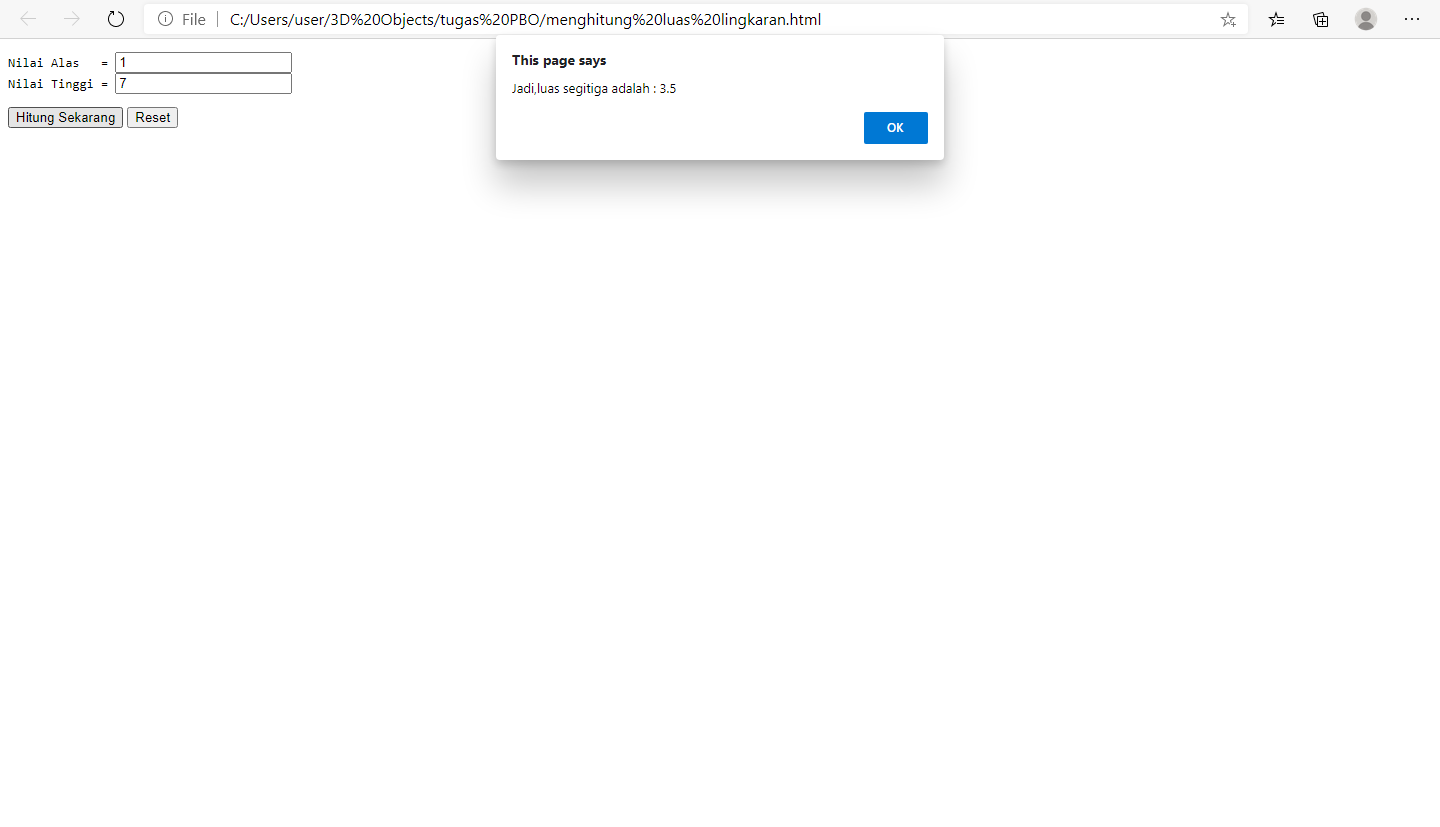 File C:/Users/user/3D%20Objects/tugas%20PBO/menghitung%20luas%20lingkaran.html
This page says
Jadi,luas segitiga adalah : 3.5
OK
Nilai Alas   = 1
Nilai Tinggi = 7
Hitung Sekarang Reset